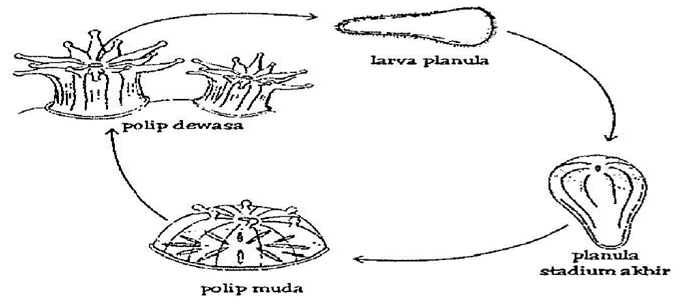 larva planula
polip dewasa
planula
stadium akhir
polip muda